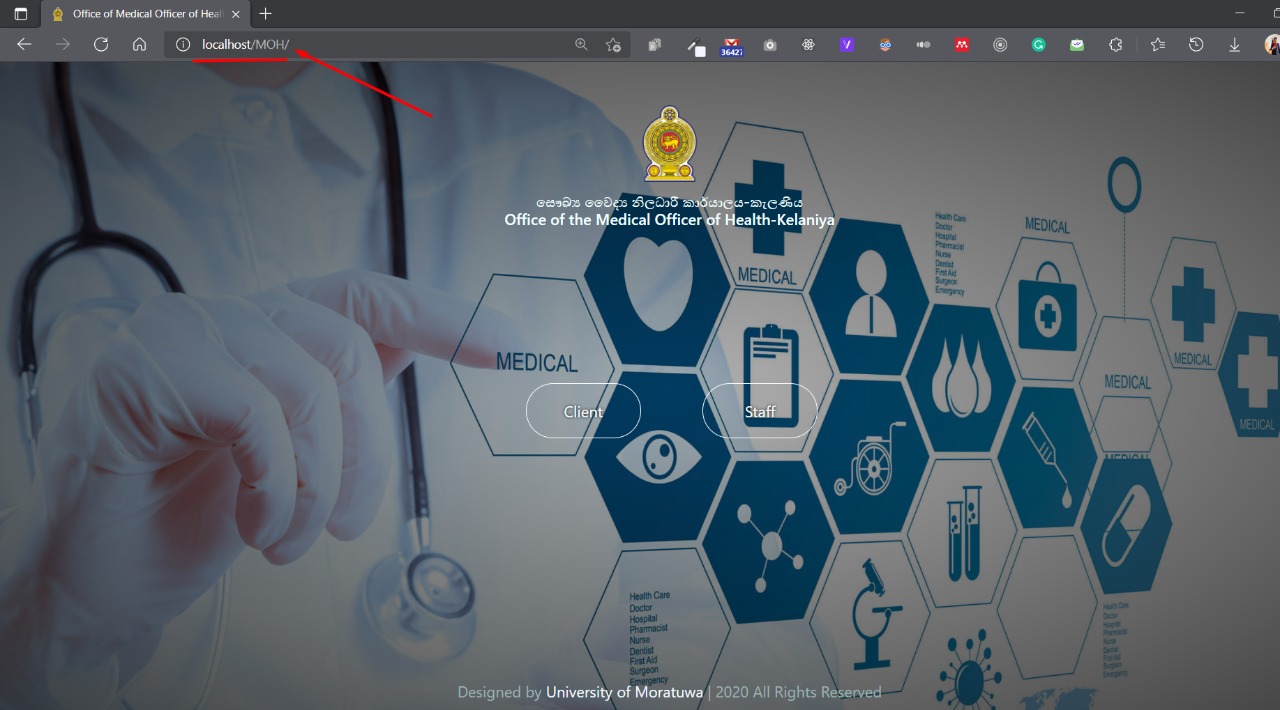 Office of Medical Officer of Heal
localhost/MOH/
36427
සෞඛ්‍ය වෛද්‍ය නිලධාරී කාර්යාලය-කැලණිය
Office of the Medical Officer of Health-Kelaniya
MEDICAL
Health Care
Doctor
Hospital
Pharmacist
Nurse
Dentist
First Aid
Surgeon
Emergency
MEDICAL
MEDICAL
MEDICAL
MEDICAL
MEDICAL
Client
Staff
MEDICAL
Health Care
Doctor
Hospital
Pharmacist
Nurse
Dentist
First Aid
Surgeon
Emergency
Health Care
Doctor
Hospital
Pharmacist
Nurse
Dentist
First Aid
Surgeon
Emergency
Designed by University of Moratuwa | 2020 All Rights Reserved